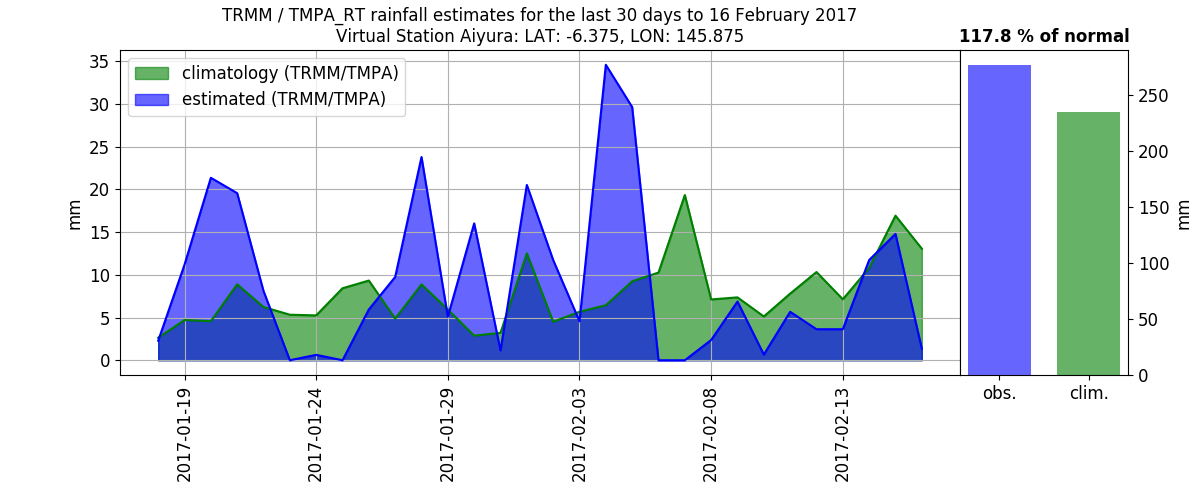 TRMM / TMPA_RT rainfall estimates for the last 30 days to 16 February 2017
Virtual Station Aiyura: LAT: -6.375, LON: 145.875
117.8 % of normal
climatology (TRMM/TMPA)
estimated (TRMM/TMPA)
35
30
25
20
15
10
5
0
mm
2017-01-19
2017-01-24
2017-01-29
2017-02-03
2017-02-08
2017-02-13
250
200
150
100
50
0
mm
obs.
clim.